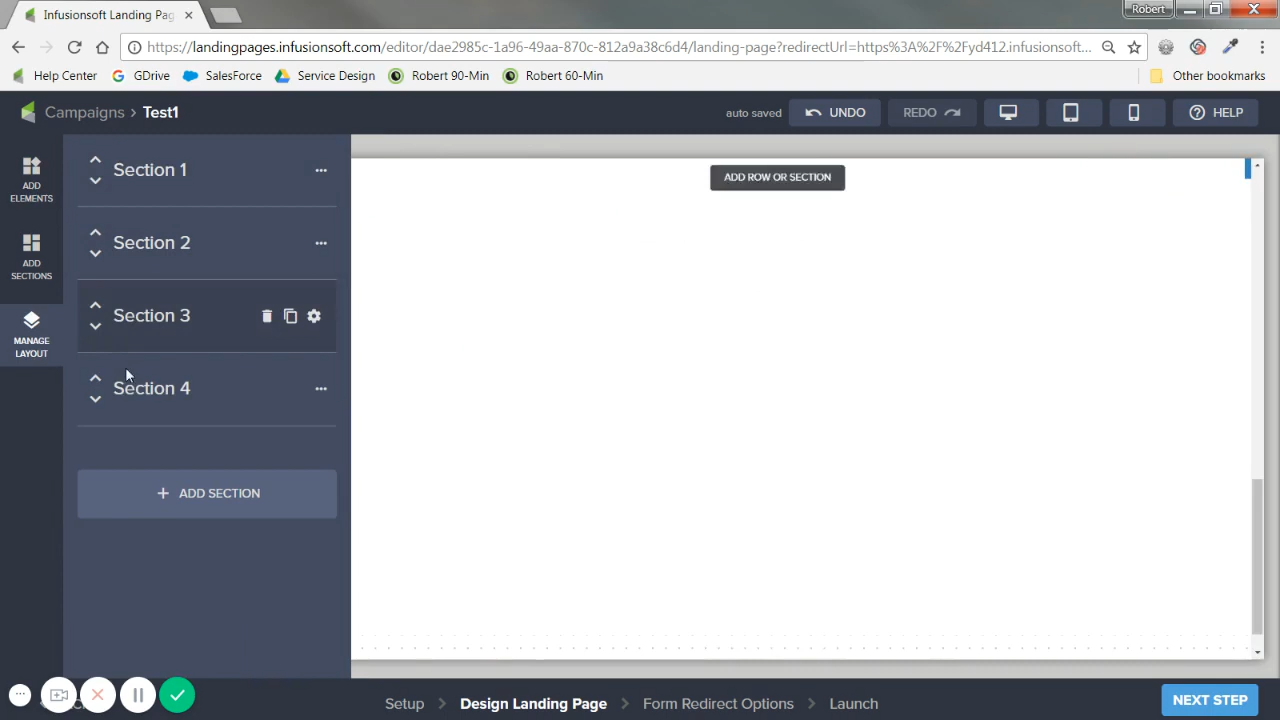 Robert
Infusionsoft Landing Pag
https://landingpages.infusionsoft.com/editor/dae2985c-1a96-49aa-870c-812a9a38c6d4/landing-page?redirectUrl=https%3A%2F%2Fyd412.infusionsoft...
Help Center GDrive SalesForce Service Design Robert 90-Min Robert 60-Min Other bookmarks
Campaigns > Test1 auto saved UNDO REDO HELP
ADD ELEMENTS
ADD SECTIONS
MANAGE LAYOUT
Section 1
Section 2
Section 3
Section 4
+ ADD SECTION
ADD ROW OR SECTION
Setup > Design Landing Page > Form Redirect Options > Launch
NEXT STEP